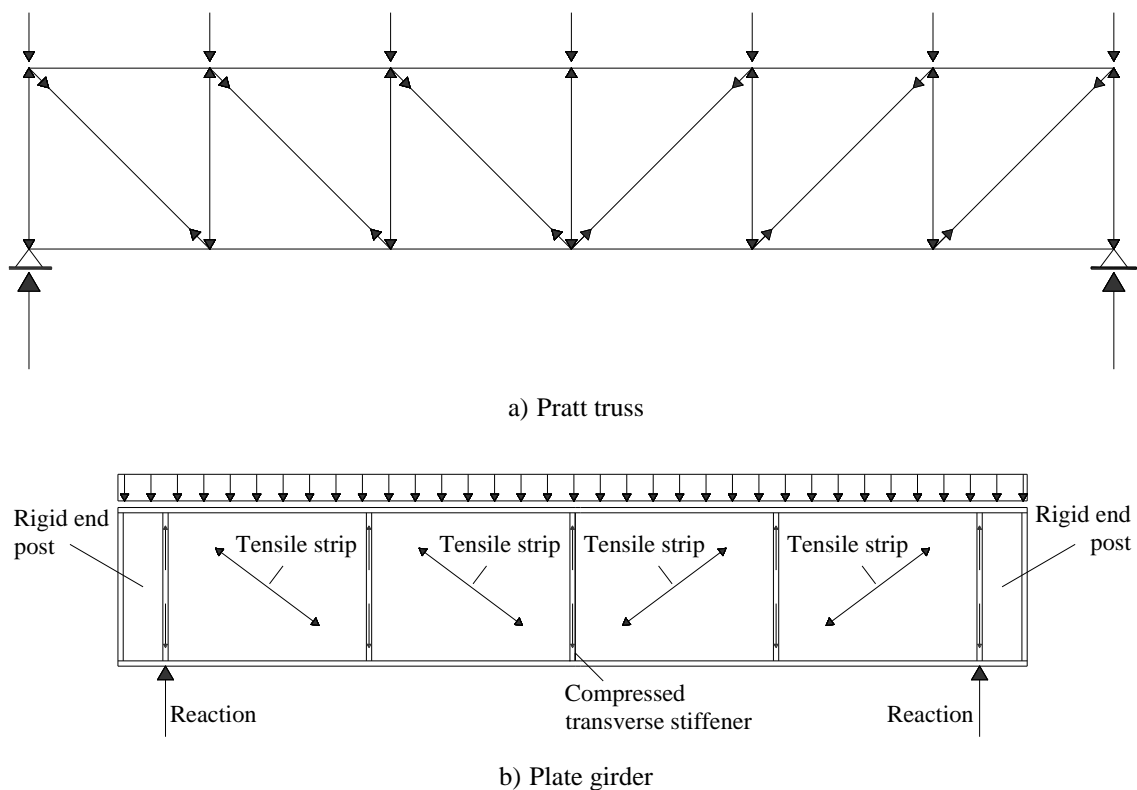 a) Pratt truss
Rigid end
post
Tensile strip
Tensile strip
Tensile strip
Tensile strip
Rigid end
post
Reaction
Compressed
transverse stiffener
Reaction
b) Plate girder